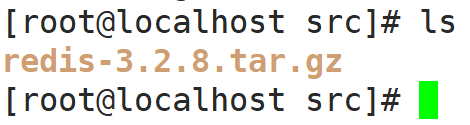 [root@localhost src]# ls
redis-3.2.8.tar.gz
[root@localhost src]#